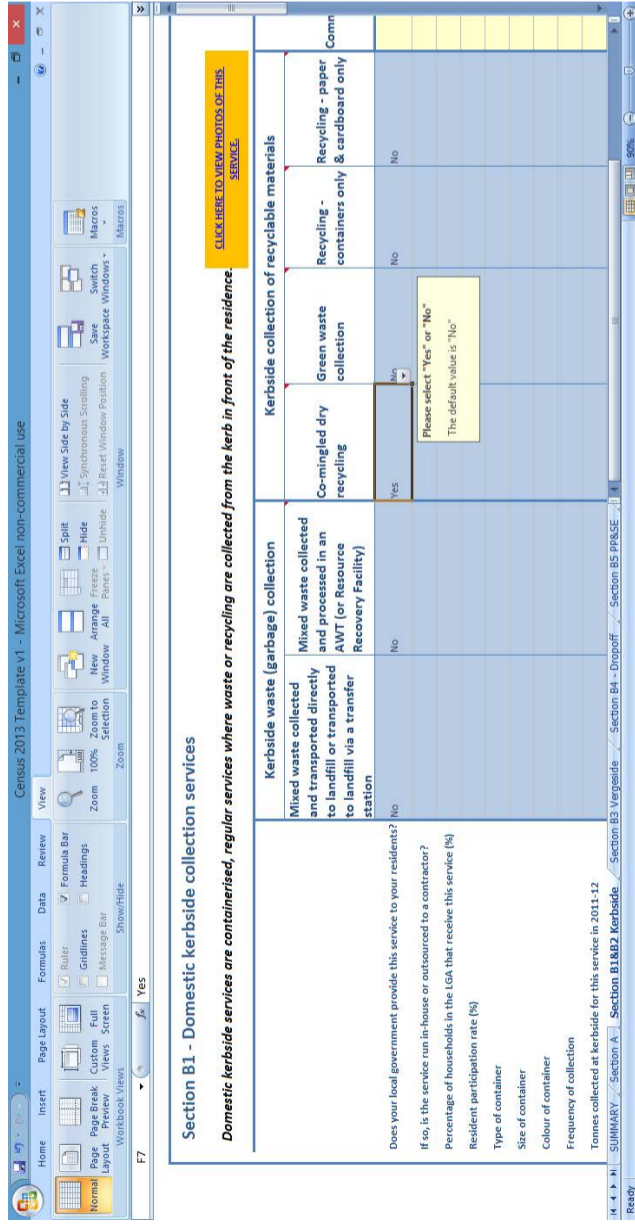 Census 2013 Template v1 - Microsoft Excel non-commercial use
Home Insert Page Layout Formulas Data Review View
Normal
Page Layout
Page Break Preview
Custom Views
Full Screen
Workbook Views
Ruler
Gridlines
Message Bar
Formula Bar
Headings
Show/Hide
Zoom
100%
Zoom to Selection
Zoom
New Window
Arrange All
Freeze Panes
Split
Hide
Unhide
View Side by Side
Synchronous Scrolling
Reset Window Position
Window
Save Workspace
Switch Windows
Macros
Macros
F7
fx Yes
Section B1 - Domestic kerbside collection services
Domestic kerbside services are containerised, regular services where waste or recycling are collected from the kerb in front of the residence.
CLICK HERE TO VIEW PHOTOS OF THIS
SERVICE.
Kerbside waste (garbage) collection
Kerbside collection of recyclable materials
Mixed waste collected
and transported directly
to landfill or transported
to landfill via a transfer
station
Mixed waste collected
and processed in an
AWT (or Resource
Recovery Facility)
Co-mingled dry
recycling
Green waste
collection
Recycling -
containers only
Recycling - paper
& cardboard only
Comn
Does your local government provide this service to your residents? No No Yes No No No
If so, is the service run in-house or outsourced to a contractor?
Percentage of households in the LGA that receive this service (%)
Resident participation rate (%)
Type of container
Size of container
Colour of container
Frequency of collection
Tonnes collected at kerbside for this service in 2011-12
Please select "Yes" or "No"
The default value is "No"
SUMMARY Section A Section B1&B2 Kerbside Section B3 Vergeside Section B4 - Dropoff Section B5 PP&SE
Ready
90%